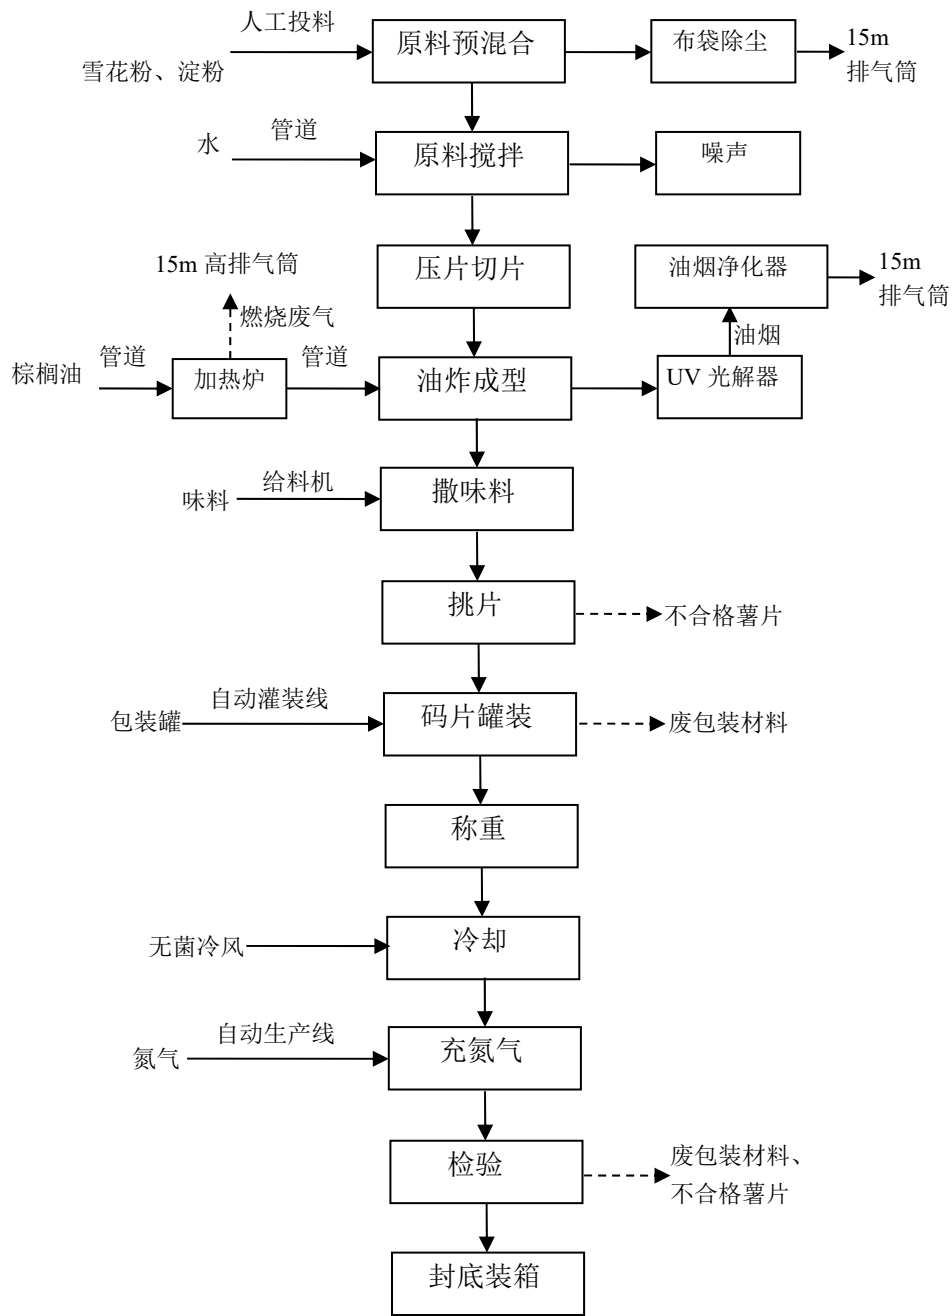 人工投料
雪花粉、淀粉
原料预混合
布袋除尘
15m
排气筒
水
管道
原料搅拌
噪声
15m 高排气筒
燃烧废气
压片切片
油烟净化器
15m
排气筒
油烟
棕榈油
管道
加热炉
管道
油炸成型
UV 光解器
味料
给料机
撒味料
挑片
不合格薯片
包装罐
自动灌装线
码片罐装
废包装材料
称重
无菌冷风
冷却
氮气
自动生产线
充氮气
检验
废包装材料、
不合格薯片
封底装箱